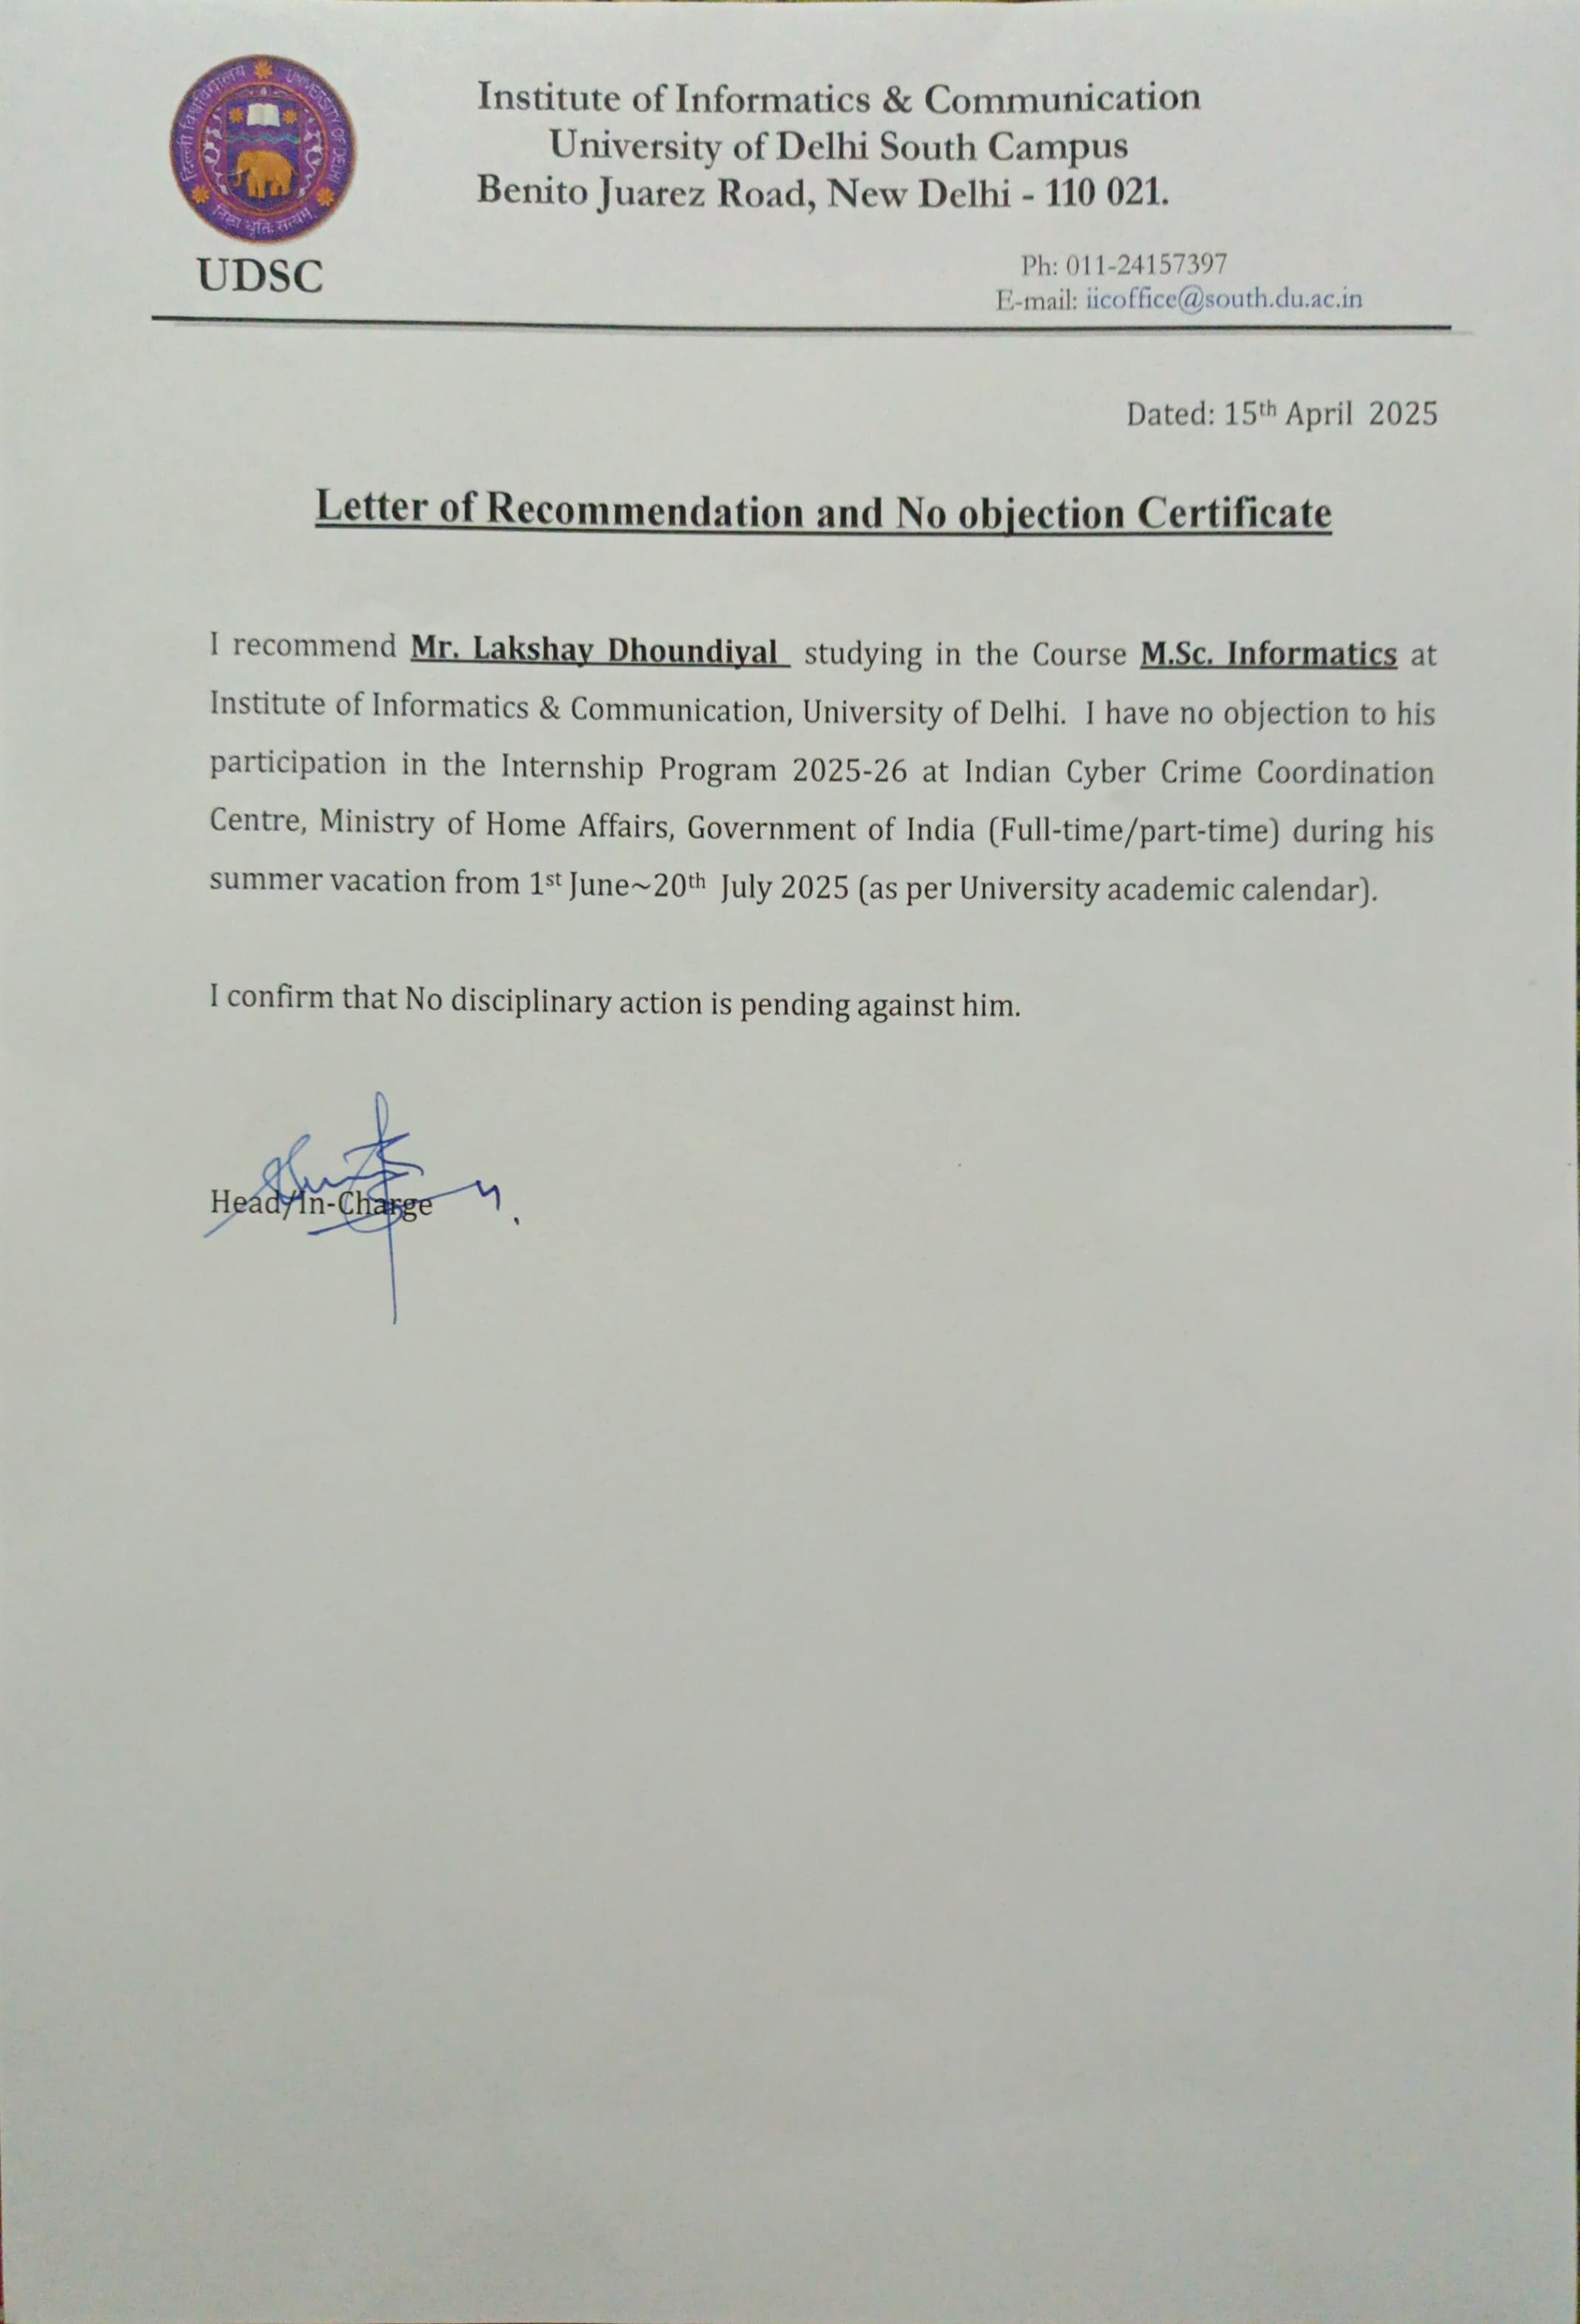 दिल्ली विश्वविद्यालय UNIVERSITY OF DELHI
Institute of Informatics & Communication
University of Delhi South Campus
Benito Juarez Road, New Delhi - 110 021.
UDSC
Ph: 011-24157397
E-mail: iicoffice@south.du.ac.in
Dated: 15th April 2025
Letter of Recommendation and No objection Certificate
I recommend Mr. Lakshay Dhoundiyal studying in the Course M.Sc. Informatics at
Institute of Informatics & Communication, University of Delhi. I have no objection to his
participation in the Internship Program 2025-26 at Indian Cyber Crime Coordination
Centre, Ministry of Home Affairs, Government of India (Full-time/part-time) during his
summer vacation from 1st June~20th July 2025 (as per University academic calendar).
I confirm that No disciplinary action is pending against him.
Head/In-Charge